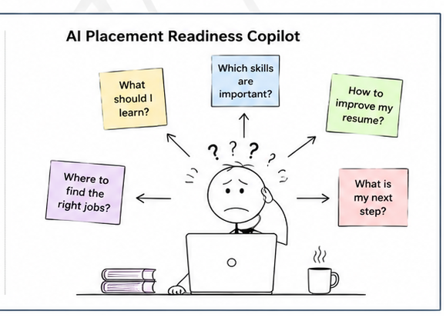 AI Placement Readiness Copilot
Which skills
are
important?
What
should I
learn?
How to
improve my
resume?
Where to
find the
right jobs?
What is
my next
step?
? ? ? ?